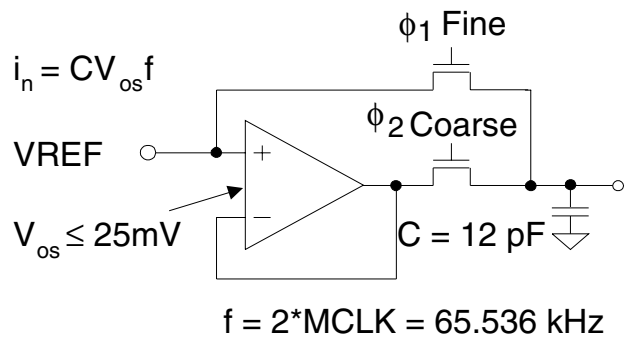 ϕ1 Fine
in = CVosf
ϕ2 Coarse
VREF
+
Vos ≤ 25mV
−
C = 12 pF
f = 2*MCLK = 65.536 kHz